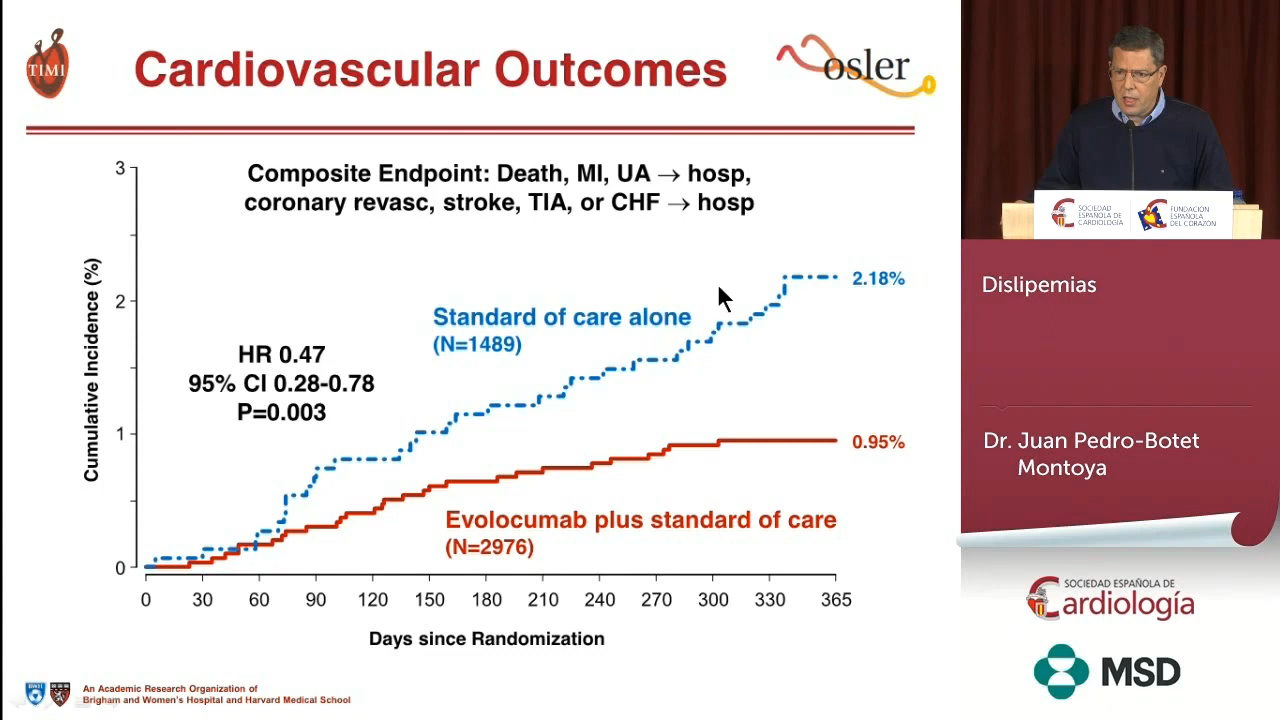 TIMI
Cardiovascular Outcomes
osler
Composite Endpoint: Death, MI, UA → hosp,
coronary revasc, stroke, TIA, or CHF → hosp
3
2
1
0
Cumulative Incidence (%)
2.18%
Standard of care alone
(N=1489)
HR 0.47
95% CI 0.28-0.78
P=0.003
0.95%
Evolocumab plus standard of care
(N=2976)
0 30 60 90 120 150 180 210 240 270 300 330 365
Days since Randomization
An Academic Research Organization of
Brigham and Women's Hospital and Harvard Medical School
SOCIEDAD
ESPAÑOLA DE
CARDIOLOGÍA
FUNDACIÓN
ESPAÑOLA
DEL CORAZÓN
Dislipemias
Dr. Juan Pedro-Botet
Montoya
SOCIEDAD ESPAÑOLA DE
Cardiología
MSD